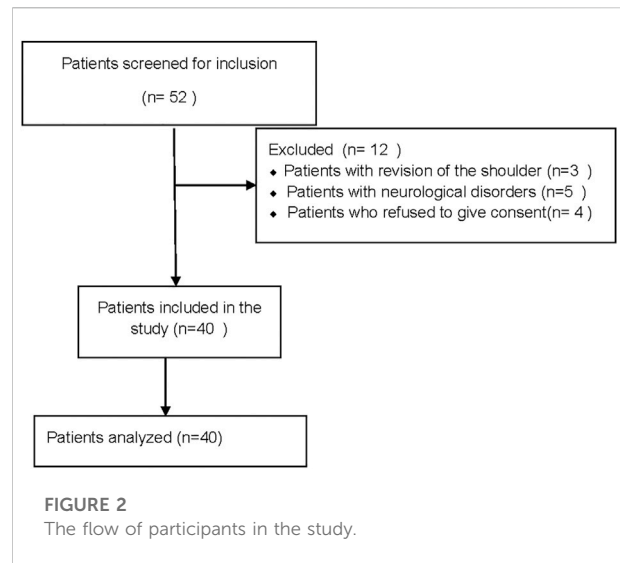 Patients screened for inclusion
(n= 52 )
Excluded (n= 12 )
◆ Patients with revision of the shoulder (n=3 )
◆ Patients with neurological disorders (n=5 )
◆ Patients who refused to give consent(n= 4 )
Patients included in the
study (n=40 )
Patients analyzed (n=40)
FIGURE 2
The flow of participants in the study.